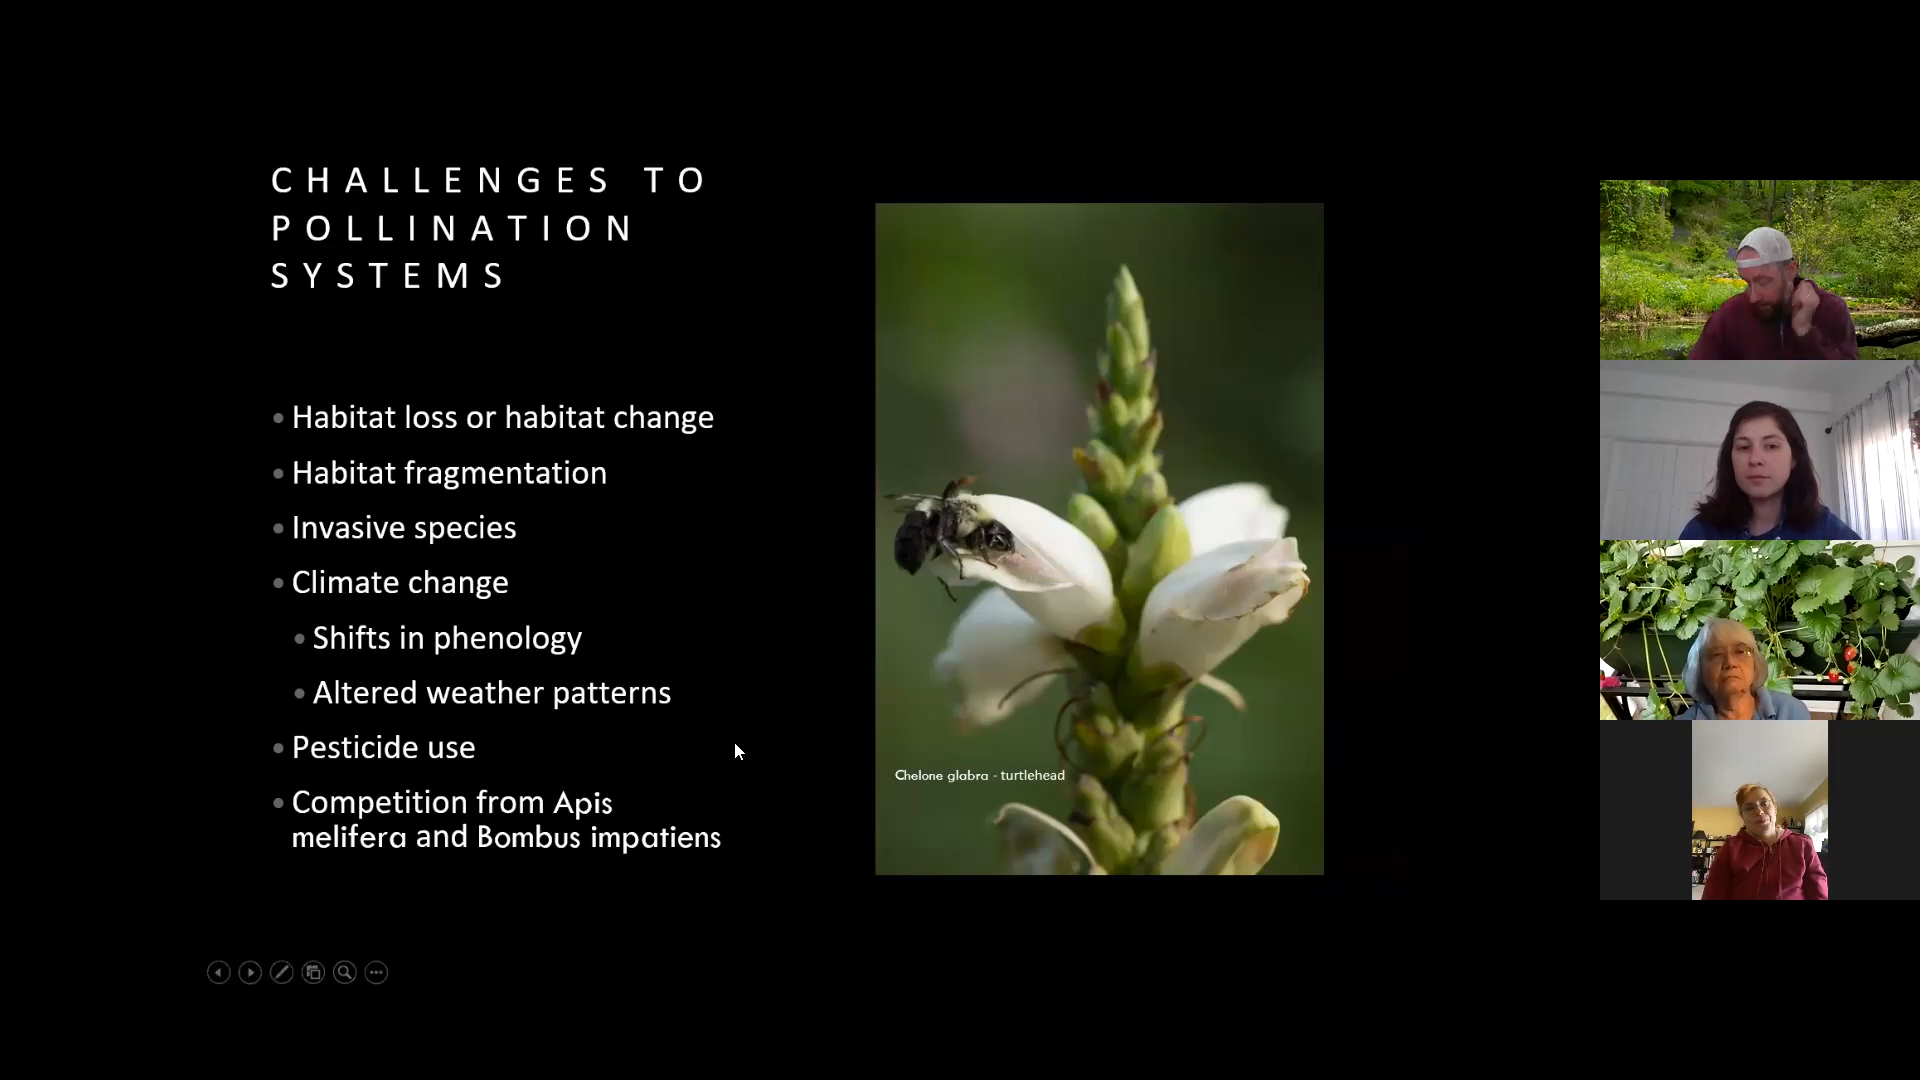 CHALLENGES TO
POLLINATION
SYSTEMS
Habitat loss or habitat change
Habitat fragmentation
Invasive species
Climate change
Shifts in phenology
Altered weather patterns
Pesticide use
Competition from Apis
melifera and Bombus impatiens
Chelone glabra - turtlehead